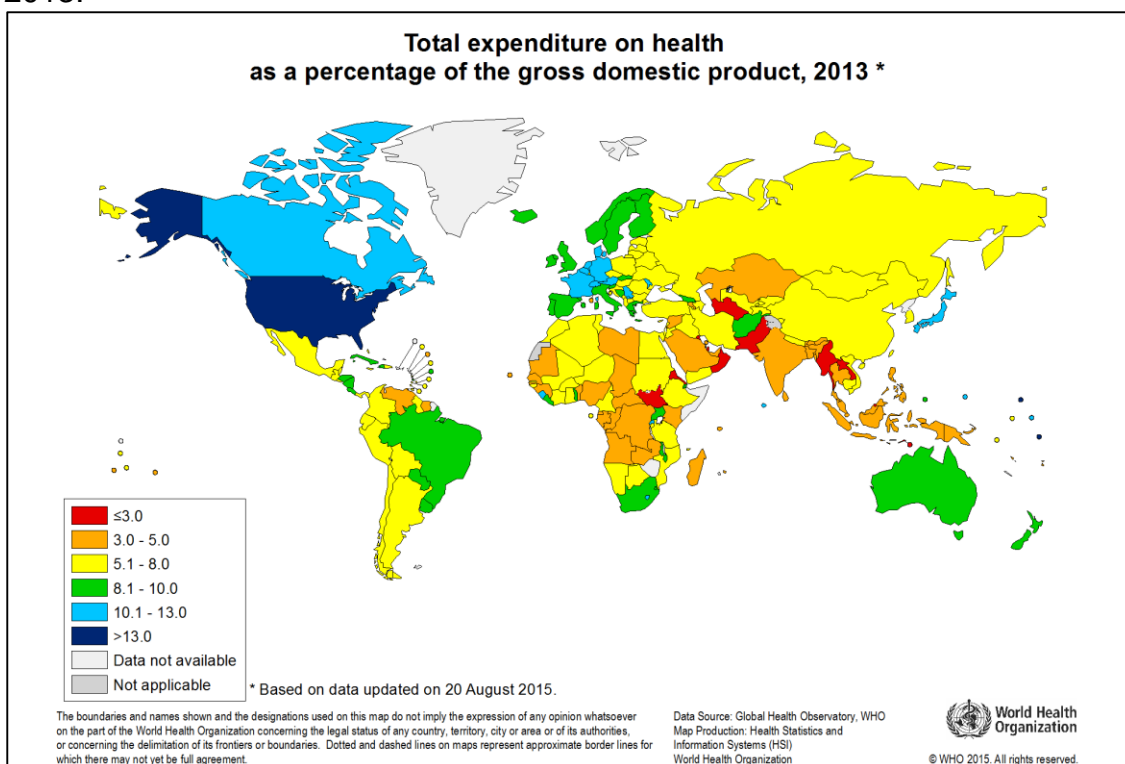 Total expenditure on health
as a percentage of the gross domestic product, 2013 *
≤3.0
3.0 - 5.0
5.1 - 8.0
8.1 - 10.0
10.1 - 13.0
>13.0
Data not available
Not applicable
* Based on data updated on 20 August 2015.
The boundaries and names shown and the designations used on this map do not imply the expression of any opinion whatsoever
on the part of the World Health Organization concerning the legal status of any country, territory, city or area or of its authorities,
or concerning the delimitation of its frontiers or boundaries. Dotted and dashed lines on maps represent approximate border lines for
which there may not yet be full agreement.
Data Source: Global Health Observatory, WHO
Map Production: Health Statistics and
Information Systems (HSI)
World Health Organization
World Health
Organization
© WHO 2015. All rights reserved.